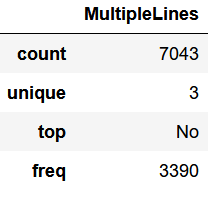 MultipleLines
count 7043
unique 3
top No
freq 3390